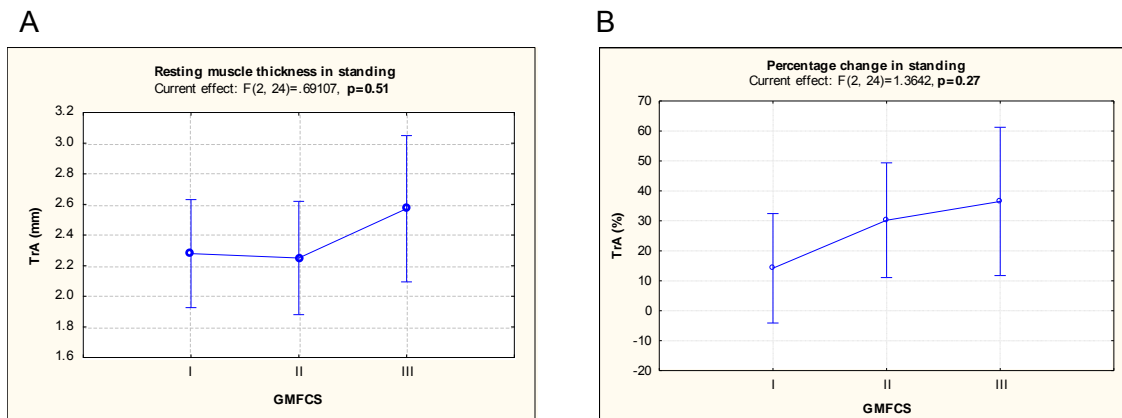 A
Resting muscle thickness in standing
Current effect: F(2, 24)=.69107, p=0.51
3.2
3.0
2.8
2.6
2.4
2.2
2.0
1.8
1.6
TrA (mm)
I II III
GMFCS
B
Percentage change in standing
Current effect: F(2, 24)=1.3642, p=0.27
70
60
50
40
30
20
10
0
-10
-20
TrA (%)
I II III
GMFCS